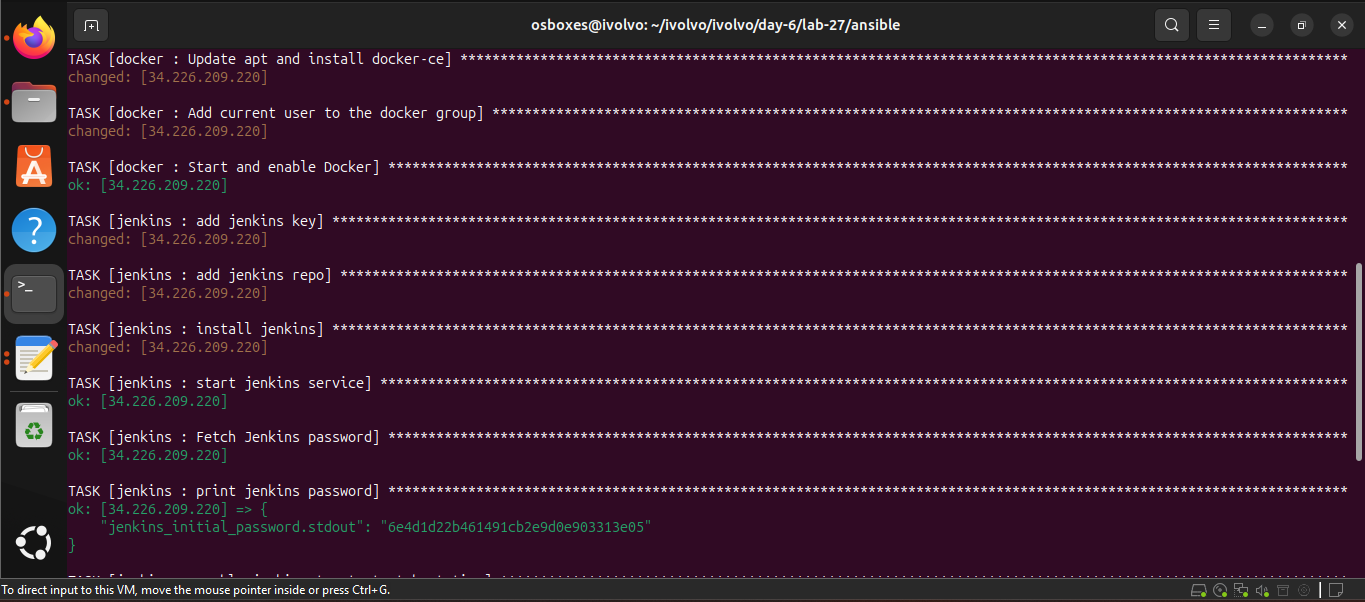 osboxes@ivolvo: ~/ivolvo/ivolvo/day-6/lab-27/ansible
TASK [docker : Update apt and install docker-ce] ***************************************************************************************************************
changed: [34.226.209.220]
TASK [docker : Add current user to the docker group] ***********************************************************************************************************
changed: [34.226.209.220]
TASK [docker : Start and enable Docker] ************************************************************************************************************************
ok: [34.226.209.220]
TASK [jenkins : add jenkins key] *******************************************************************************************************************************
changed: [34.226.209.220]
TASK [jenkins : add jenkins repo] ******************************************************************************************************************************
changed: [34.226.209.220]
TASK [jenkins : install jenkins] *******************************************************************************************************************************
changed: [34.226.209.220]
TASK [jenkins : start jenkins service] *************************************************************************************************************************
ok: [34.226.209.220]
TASK [jenkins : Fetch Jenkins password] ************************************************************************************************************************
ok: [34.226.209.220]
TASK [jenkins : print jenkins password] ************************************************************************************************************************
ok: [34.226.209.220] => {
"jenkins_initial_password.stdout": "6e4d1d22b461491cb2e9d0e903313e05"
}
To direct input to this VM, move the mouse pointer inside or press Ctrl+G.